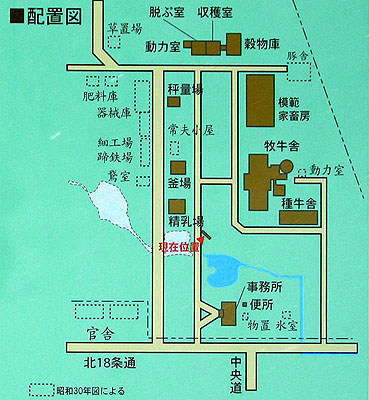 ■配置図
脱ぷ室
収穫室
草置場
動力室
穀物庫
豚舎
秤量場
肥料庫
器械庫
模範
家畜房
常夫小屋
細工場
蹄鉄場
牧牛舎
鶏室
釜場
動力室
種牛舎
精乳場
現在位置
事務所
便所
物置
氷室
官舎
北18条通
中央道
昭和30年図による